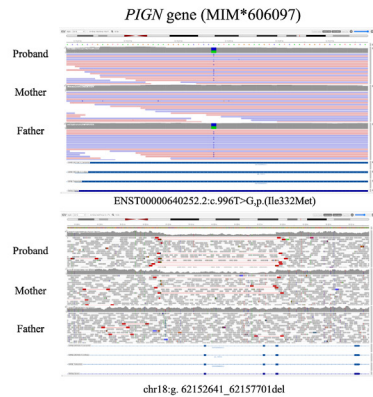 PIGN gene (MIM*606097)
Proband
Mother
Father
ENST00000640252.2:c.996T>G,p.(Ile332Met)
Proband
Mother
Father
chr18:g. 62152641_62157701del